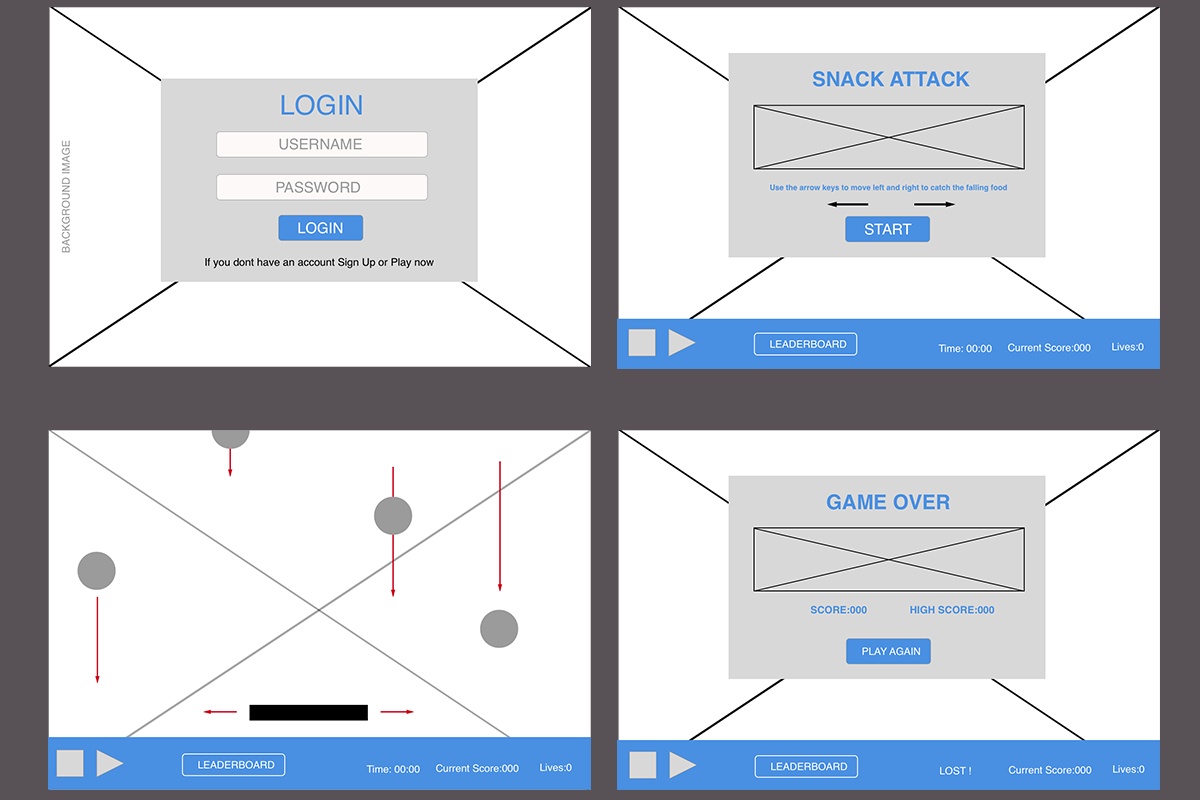 LOGIN
USERNAME
PASSWORD
LOGIN
If you dont have an account Sign Up or Play now
BACKGROUND IMAGE
SNACK ATTACK
Use the arrow keys to move left and right to catch the falling food
START
LEADERBOARD
Time: 00:00
Current Score:000
Lives:0
LEADERBOARD
Time: 00:00
Current Score:000
Lives:0
GAME OVER
SCORE:000
HIGH SCORE:000
PLAY AGAIN
LEADERBOARD
LOST !
Current Score:000
Lives:0